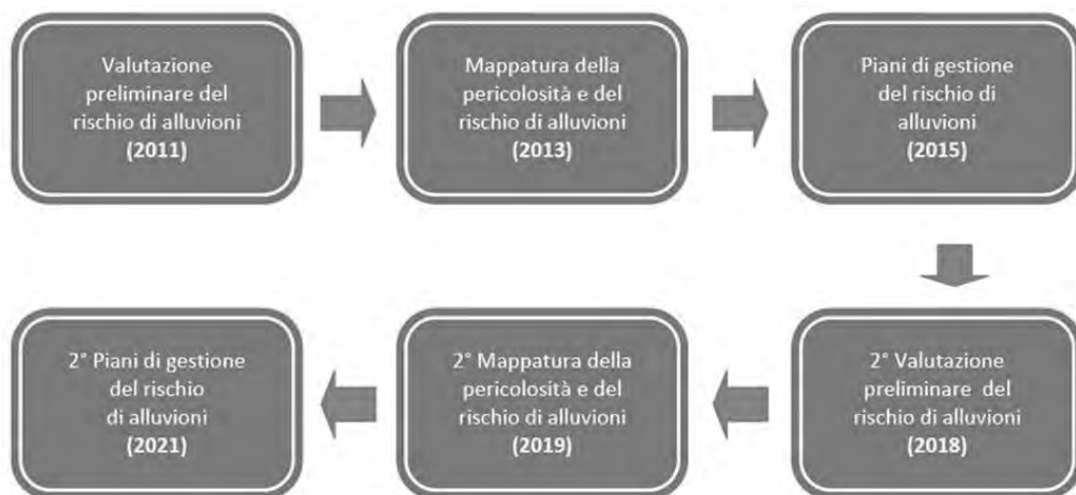 Valutazione
preliminare del
rischio di alluvioni
(2011)
Mappatura della
pericolosità e del
rischio di alluvioni
(2013)
Piani di gestione
del rischio di
alluvioni
(2015)
2° Valutazione
preliminare del
rischio di alluvioni
(2018)
2° Mappatura della
pericolosità e del
rischio di alluvioni
(2019)
2° Piani di gestione
del rischio
di alluvioni
(2021)